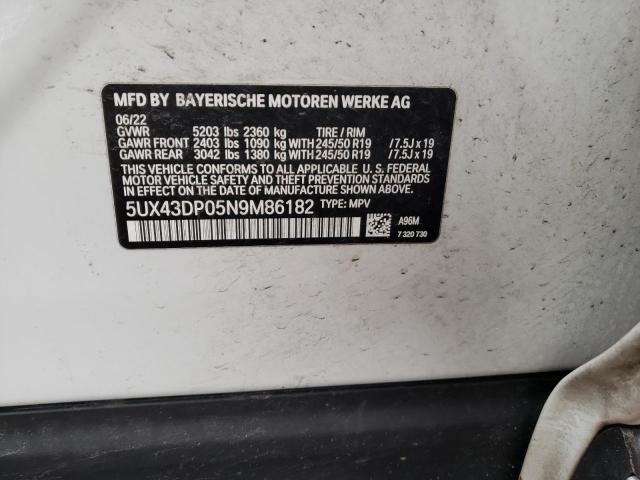 MFD BY BAYERISCHE MOTOREN WERKE AG
06/22
GVWR 5203 lbs 2360 kg TIRE / RIM
GAWR FRONT 2403 lbs 1090 kg WITH 245/50 R19 / 7.5J x 19
GAWR REAR 3042 lbs 1380 kg WITH 245/50 R19 / 7.5J x 19
THIS VEHICLE CONFORMS TO ALL APPLICABLE U. S. FEDERAL
MOTOR VEHICLE SAFETY AND THEFT PREVENTION STANDARDS
IN EFFECT ON THE DATE OF MANUFACTURE SHOWN ABOVE.
5UX43DP05N9M86182 TYPE: MPV
A96M
7 320 730